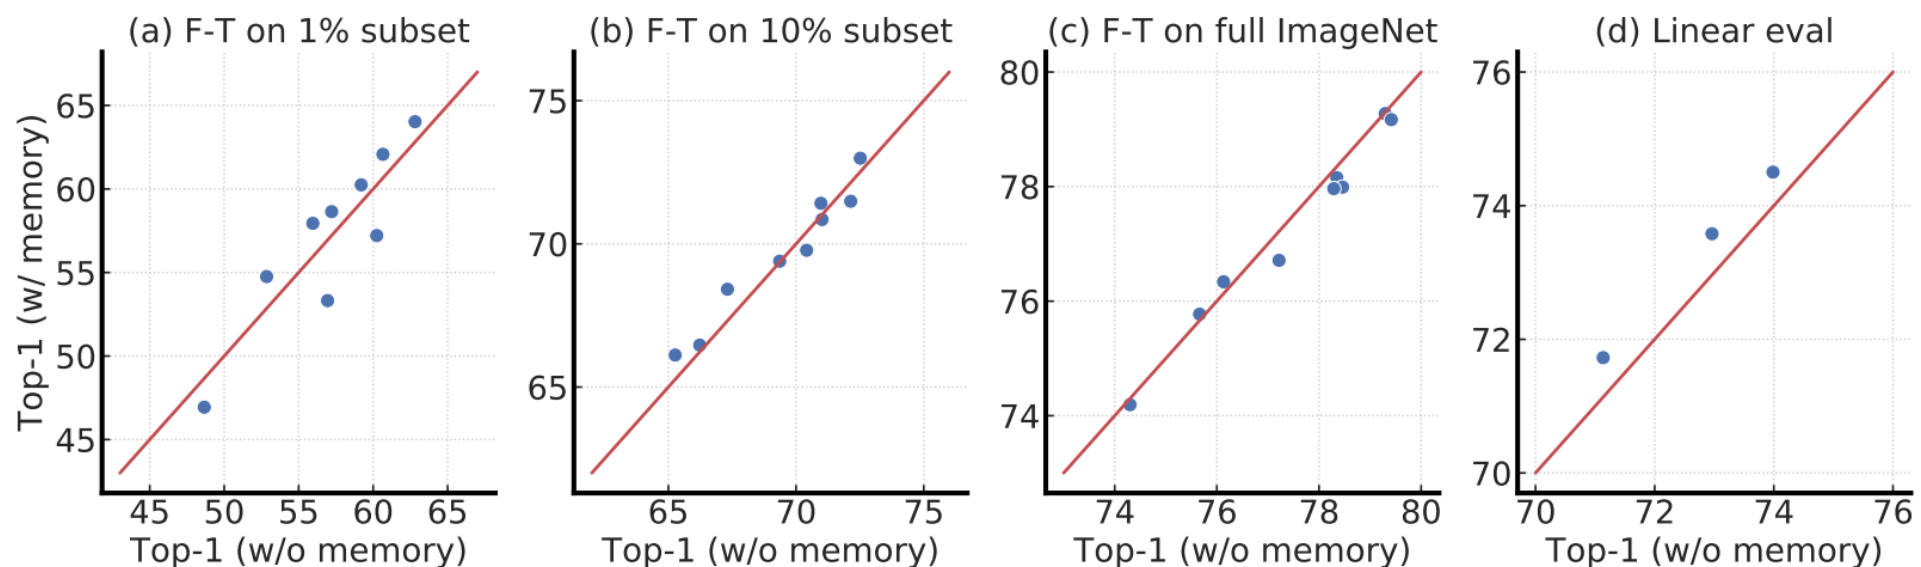 (a) F-T on 1% subset
Top-1 (w/ memory)
65
60
55
50
45
45 50 55 60 65
Top-1 (w/o memory)
(b) F-T on 10% subset
75
70
65
65 70 75
Top-1 (w/o memory)
(c) F-T on full ImageNet
80
78
76
74
74 76 78 80
Top-1 (w/o memory)
(d) Linear eval
76
74
72
70
70 72 74 76
Top-1 (w/o memory)